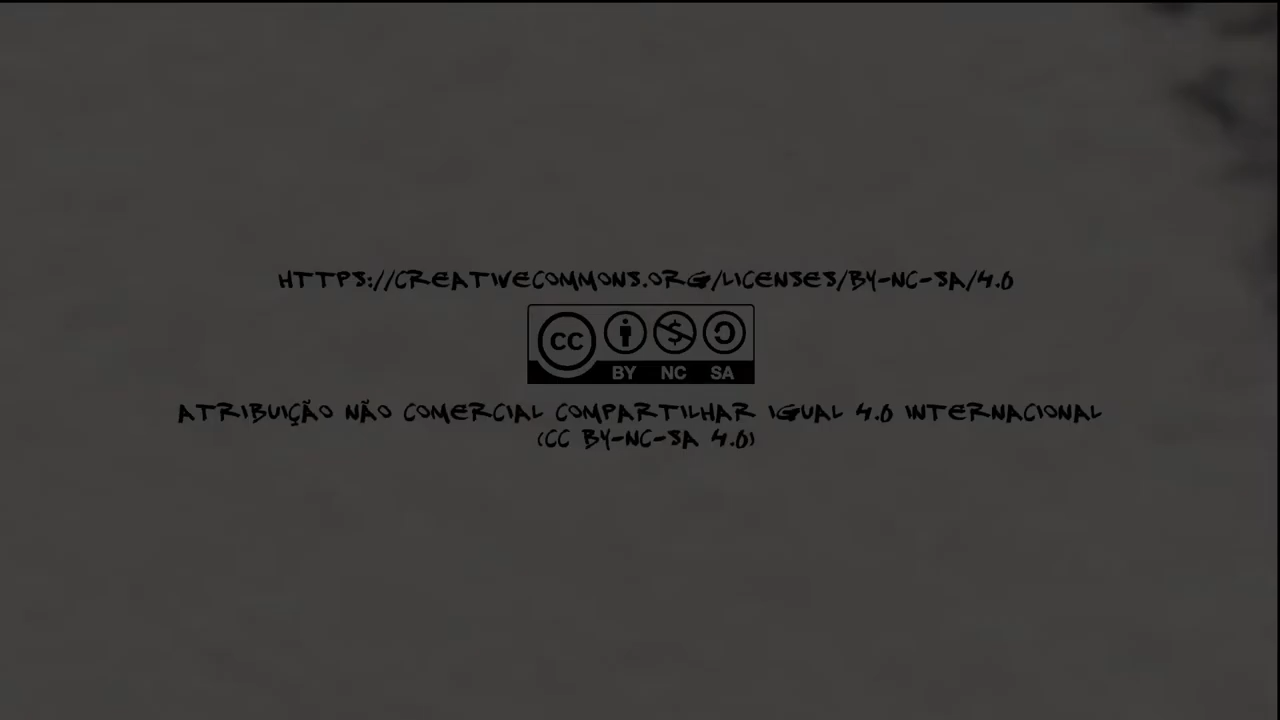 HTTPS://CREATIVECOMMONS.ORG/LICENSES/BY-NC-SA/4.0
CC BY NC SA
ATRIBUIÇÃO NÃO COMERCIAL COMPARTILHAR IGUAL 4.0 INTERNACIONAL
(CC BY-NC-SA 4.0)